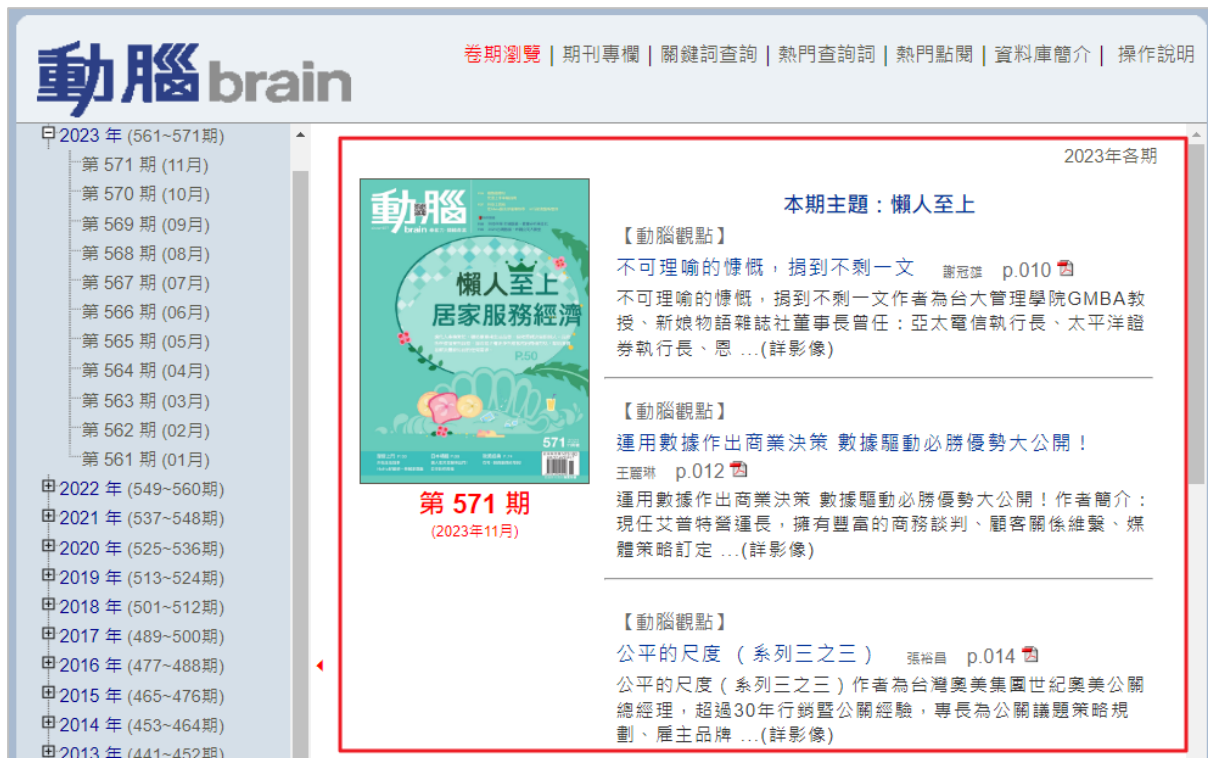 動腦brain
卷期瀏覽 | 期刊專欄 | 關鍵詞查詢 | 熱門查詢詞 | 熱門點閱 | 資料庫簡介 | 操作說明
2023 年 (561~571期)
第 571 期 (11月)
第 570 期 (10月)
第 569 期 (09月)
第 568 期 (08月)
第 567 期 (07月)
第 566 期 (06月)
第 565 期 (05月)
第 564 期 (04月)
第 563 期 (03月)
第 562 期 (02月)
第 561 期 (01月)
2022 年 (549~560期)
2021 年 (537~548期)
2020 年 (525~536期)
2019 年 (513~524期)
2018 年 (501~512期)
2017 年 (489~500期)
2016 年 (477~488期)
2015 年 (465~476期)
2014 年 (453~464期)
2013 年 (441~452期)
2023年各期
動腦
brain
懶人至上
居家服務經濟
P.50
571
第 571 期
(2023年11月)
本期主題：懶人至上
【動腦觀點】
不可理喻的慷慨，捐到不剩一文 謝冠雄 p.010
不可理喻的慷慨，捐到不剩一文作者為台大管理學院GMBA教
授、新娘物語雜誌社董事長曾任：亞太電信執行長、太平洋證
券執行長、恩 ...(詳影像)
【動腦觀點】
運用數據作出商業決策 數據驅動必勝優勢大公開！
王麗琳 p.012
運用數據作出商業決策 數據驅動必勝優勢大公開！作者簡介：
現任艾普特營運長，擁有豐富的商務談判、顧客關係維繫、媒
體策略訂定 ...(詳影像)
【動腦觀點】
公平的尺度 （系列三之三） 張裕昌 p.014
公平的尺度（系列三之三）作者為台灣奧美集團世紀奧美公關
總經理，超過30年行銷暨公關經驗，專長為公關議題策略規
劃、雇主品牌 ...(詳影像)